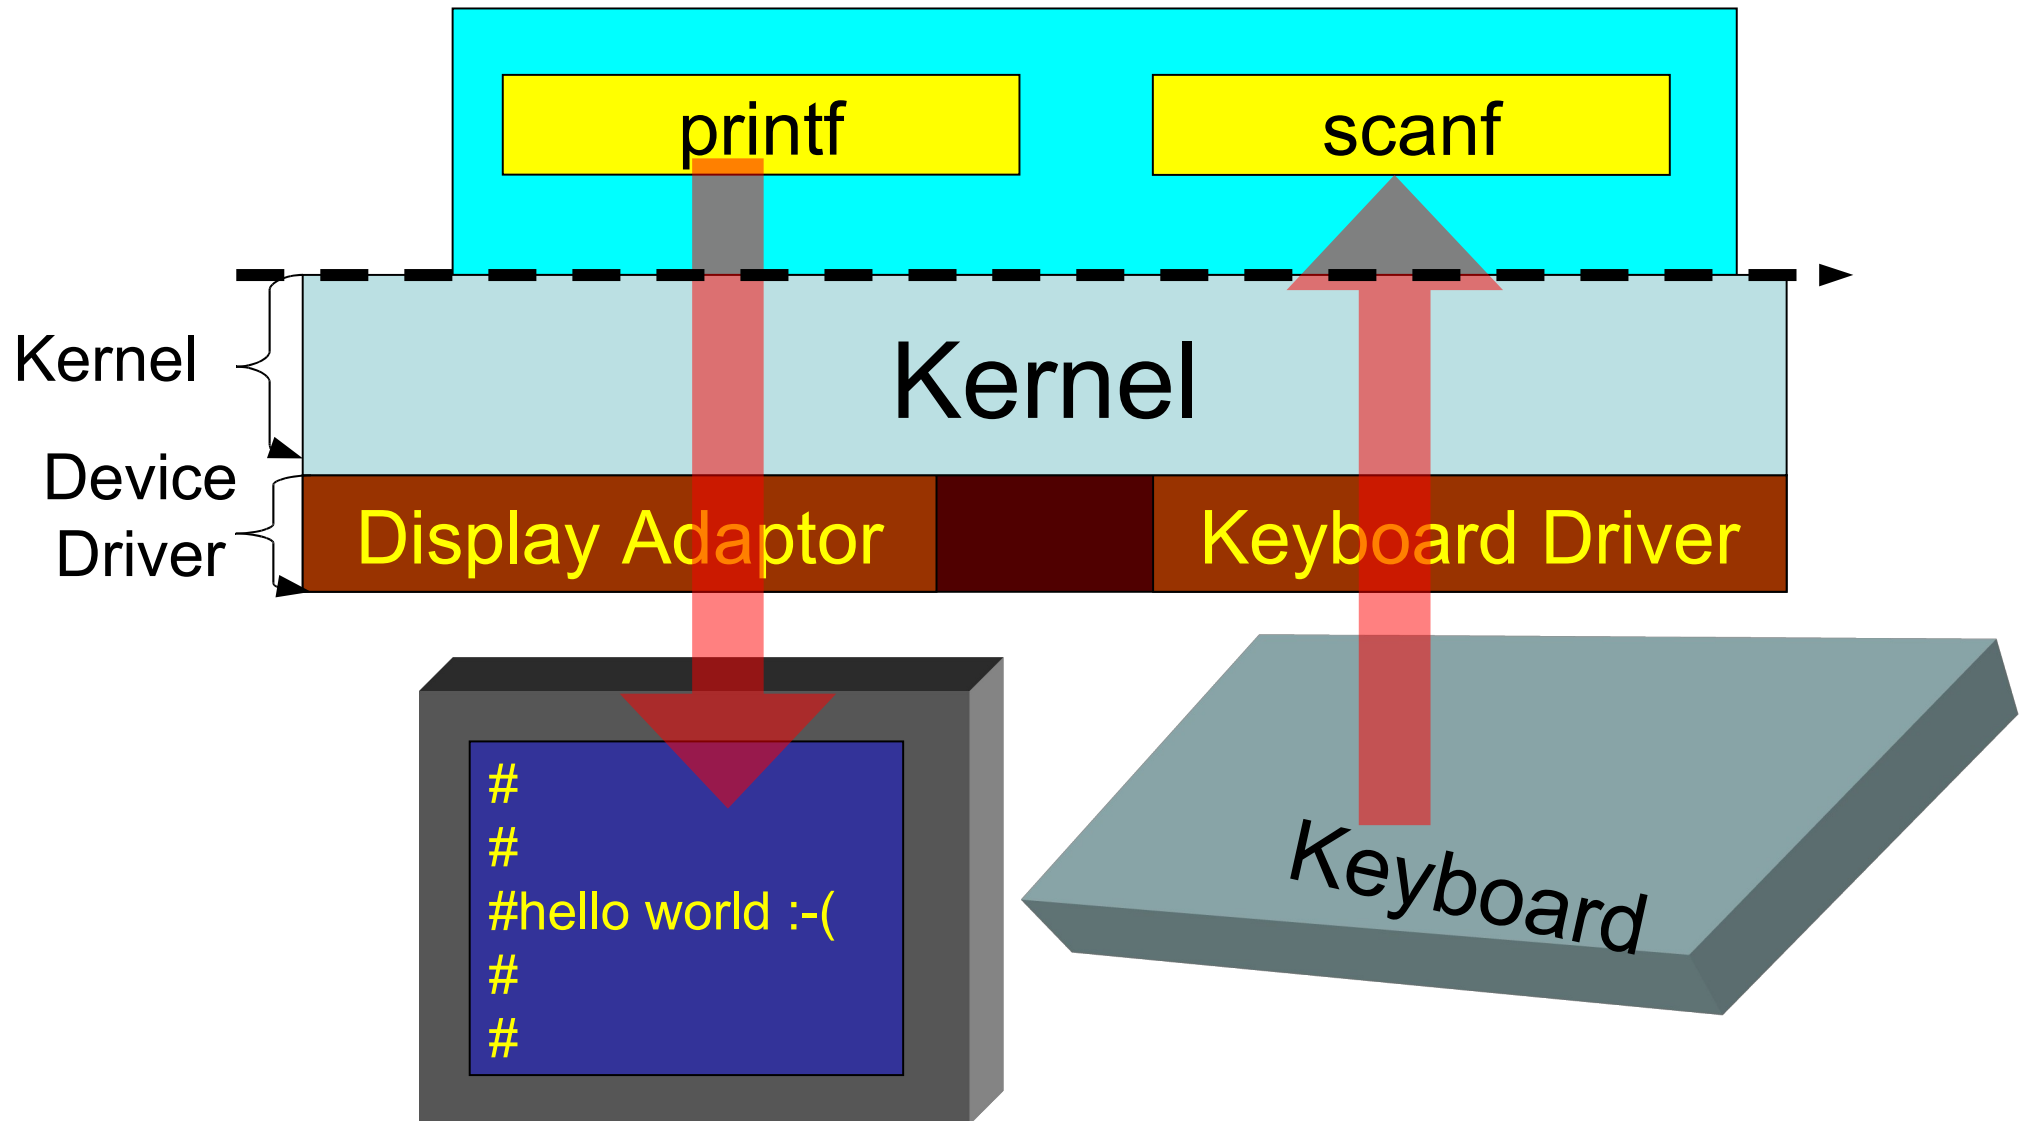 printf
scanf
Kernel
Kernel
Device
Driver
Display Adaptor
Keyboard Driver
#
#
#hello world :-(
#
#
Keyboard